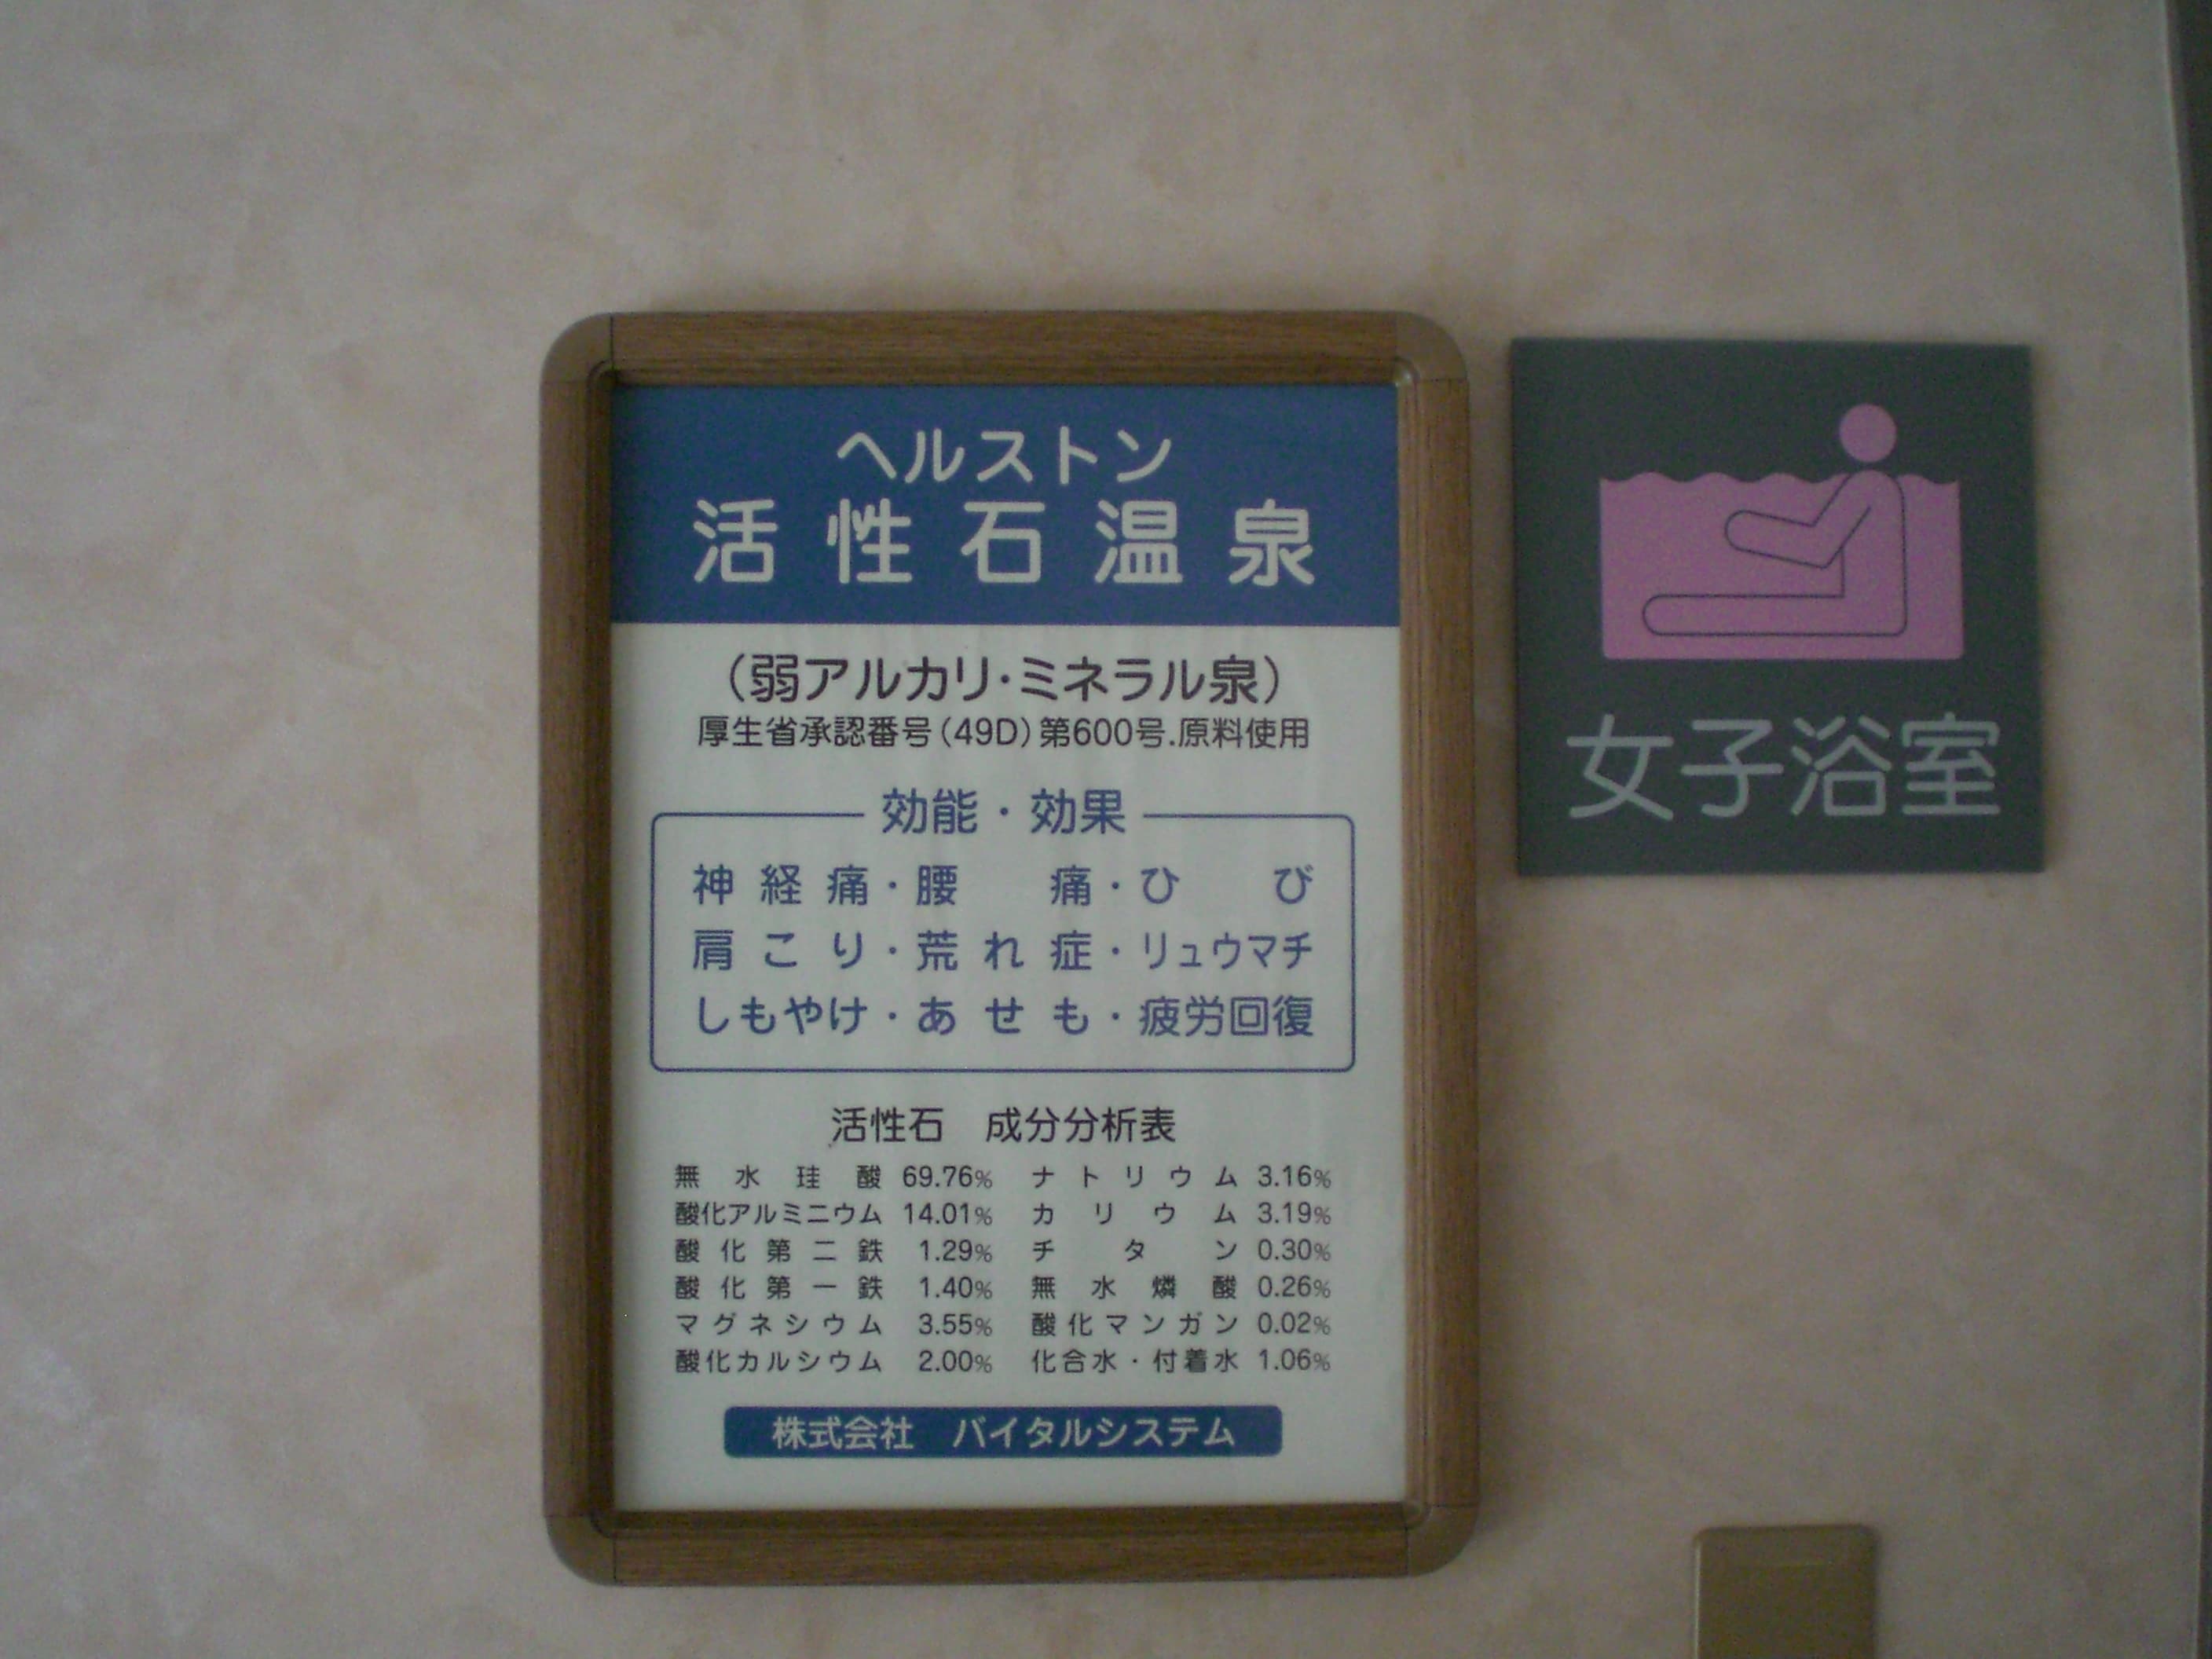 ヘルストン
活性石温泉
（弱アルカリ・ミネラル泉）
厚生省承認番号（49D）第600号.原料使用
効能・効果
神経痛・腰痛・ひび
肩こり・荒れ症・リュウマチ
しもやけ・あせも・疲労回復
活性石　成分分析表
無水珪酸 69.76% ナトリウム 3.16%
酸化アルミニウム 14.01% カリウム 3.19%
酸化第二鉄 1.29% チタン 0.30%
酸化第一鉄 1.40% 無水燐酸 0.26%
マグネシウム 3.55% 酸化マンガン 0.02%
酸化カルシウム 2.00% 化合水・付着水 1.06%
株式会社　バイタルシステム
女子浴室